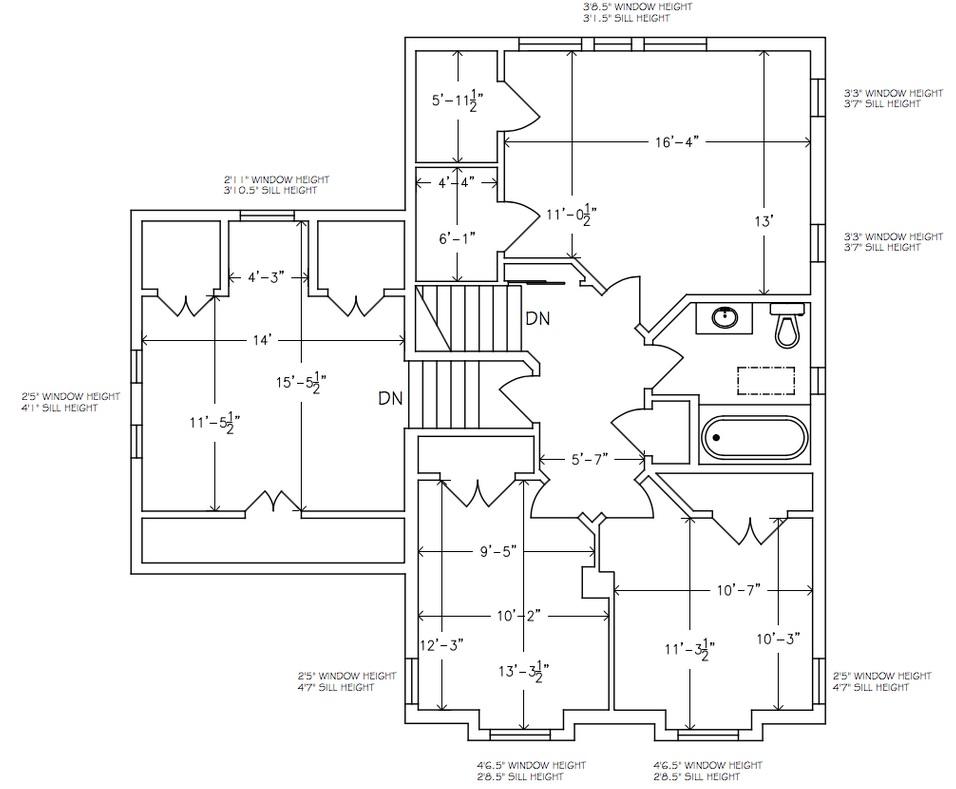 3'8.5" WINDOW HEIGHT
3'1.5" SILL HEIGHT
3'3" WINDOW HEIGHT
3'7" SILL HEIGHT
5'-11 1/2"
16'-4"
2'11" WINDOW HEIGHT
3'10.5" SILL HEIGHT
4'-4"
11'-0 1/2"
13'
6'-1"
3'3" WINDOW HEIGHT
3'7" SILL HEIGHT
4'-3"
DN
14'
15'-5 1/2"
2'5" WINDOW HEIGHT
4'1" SILL HEIGHT
DN
11'-5 1/2"
5'-7"
9'-5"
10'-7"
10'-2"
12'-3"
11'-3 1/2"
10'-3"
13'-3 1/2"
2'5" WINDOW HEIGHT
4'7" SILL HEIGHT
2'5" WINDOW HEIGHT
4'7" SILL HEIGHT
4'6.5" WINDOW HEIGHT
2'8.5" SILL HEIGHT
4'6.5" WINDOW HEIGHT
2'8.5" SILL HEIGHT